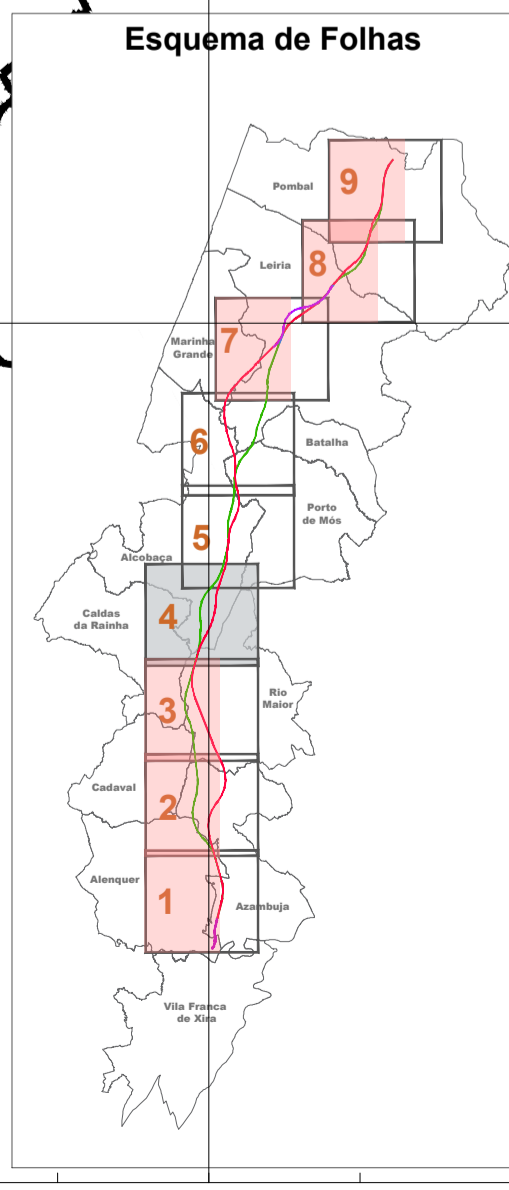 Esquema de Folhas
9
Pombal
8
Leiria
7
Marinha
Grande
6
Batalha
5
Porto
de Mós
Alcobaça
4
Caldas
da Rainha
3
Rio
Maior
Cadaval
2
Alenquer
1
Azambuja
Vila Franca
de Xira